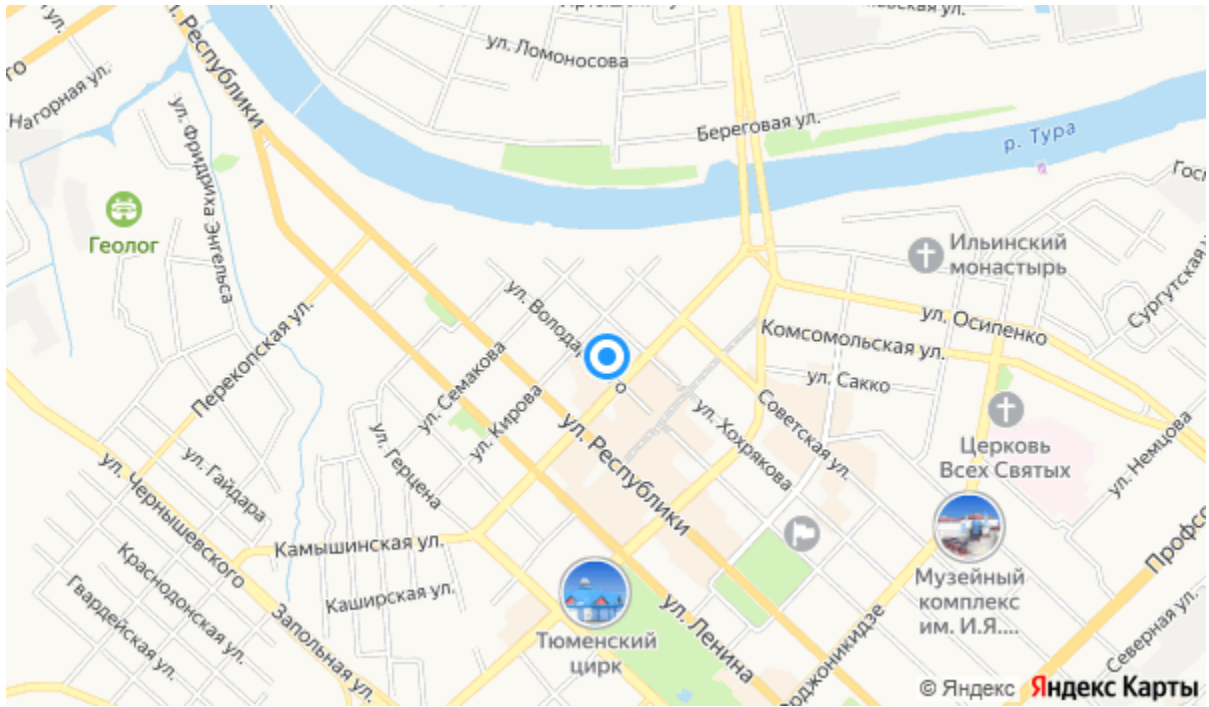 ул. Республики
ул. Ломоносова
Береговая ул.
р. Тура
Нагорная ул.
ул. Фридриха Энгельса
Геолог
Ильинский
монастырь
Сургутская
ул. Осипенко
Комсомольская ул.
ул. Сакко
Перекопская ул.
ул. Семакова
ул. Кирова
ул. Герцена
ул. Республики
ул. Хохрякова
Советская ул.
Церковь
Всех Святых
ул. Немцова
ул. Гайдара
ул. Чернышевского
Камышинская ул.
Каширская ул.
Краснодонская ул.
Гвардейская ул.
Запольная ул.
Тюменский
цирк
ул. Ленина
Музейный
комплекс
им. И.Я....
Северная ул.
© Яндекс Яндекс Карты